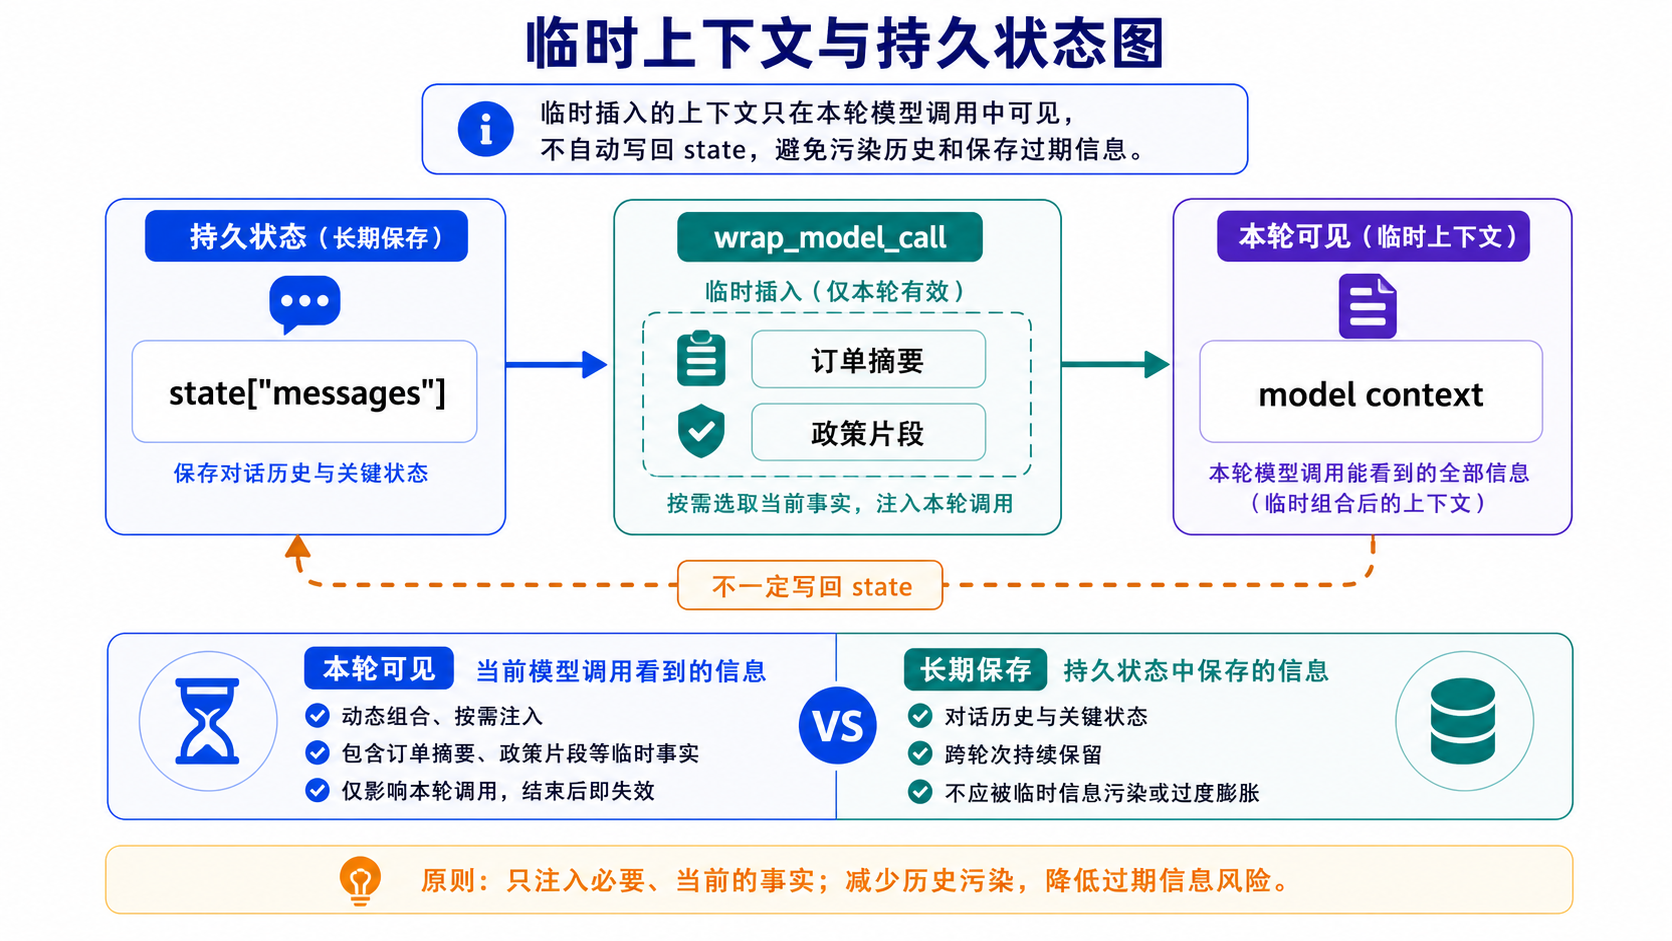 临时上下文与持久状态图
临时插入的上下文只在本轮模型调用中可见，
不自动写回 state，避免污染历史和保存过期信息。
持久状态（长期保存）
state["messages"]
保存对话历史与关键状态
wrap_model_call
临时插入（仅本轮有效）
订单摘要
政策片段
按需选取当前事实，注入本轮调用
本轮可见（临时上下文）
model context
本轮模型调用能看到的全部信息
（临时组合后的上下文）
不一定写回 state
本轮可见 当前模型调用看到的信息
动态组合、按需注入
包含订单摘要、政策片段等临时事实
仅影响本轮调用，结束后即失效
VS
长期保存 持久状态中保存的信息
对话历史与关键状态
跨轮次持续保留
不应被临时信息污染或过度膨胀
原则：只注入必要、当前的事实；减少历史污染，降低过期信息风险。